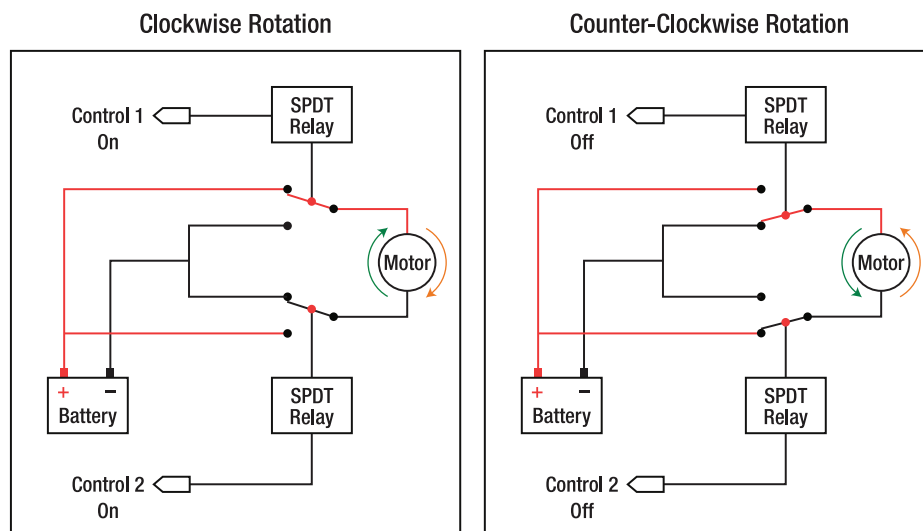 Clockwise Rotation
Control 1
On
SPDT
Relay
Motor
+ −
Battery
SPDT
Relay
Control 2
On
Counter-Clockwise Rotation
Control 1
Off
SPDT
Relay
Motor
+ −
Battery
SPDT
Relay
Control 2
Off